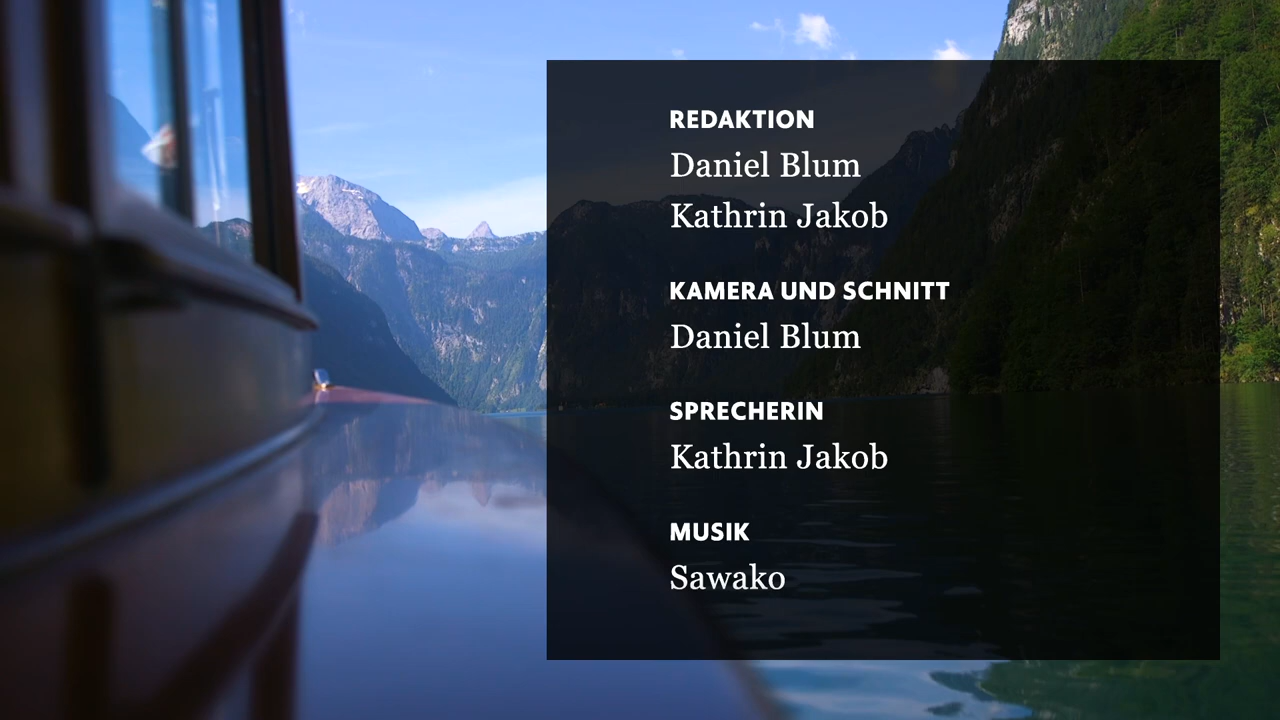 REDAKTION
Daniel Blum
Kathrin Jakob
KAMERA UND SCHNITT
Daniel Blum
SPRECHERIN
Kathrin Jakob
MUSIK
Sawako